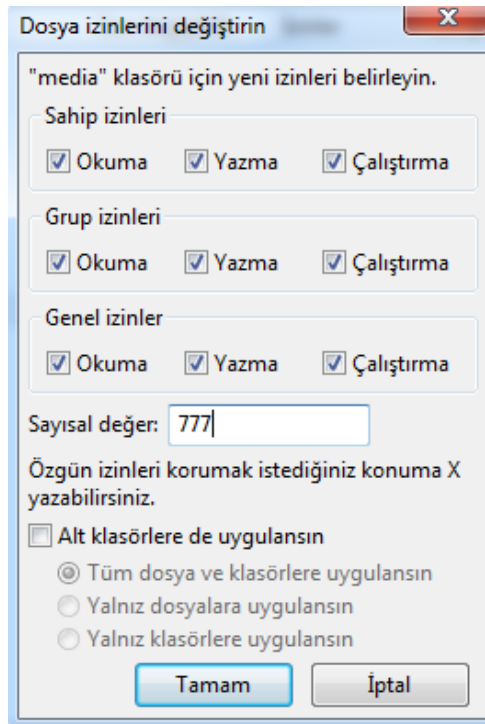 Dosya izinlerini değiştirin
"media" klasörü için yeni izinleri belirleyin.
Sahip izinleri
Okuma Yazma Çalıştırma
Grup izinleri
Okuma Yazma Çalıştırma
Genel izinler
Okuma Yazma Çalıştırma
Sayısal değer: 777
Özgün izinleri korumak istediğiniz konuma X
yazabilirsiniz.
Alt klasörlere de uygulansın
Tüm dosya ve klasörlere uygulansın
Yalnız dosyalara uygulansın
Yalnız klasörlere uygulansın
Tamam İptal